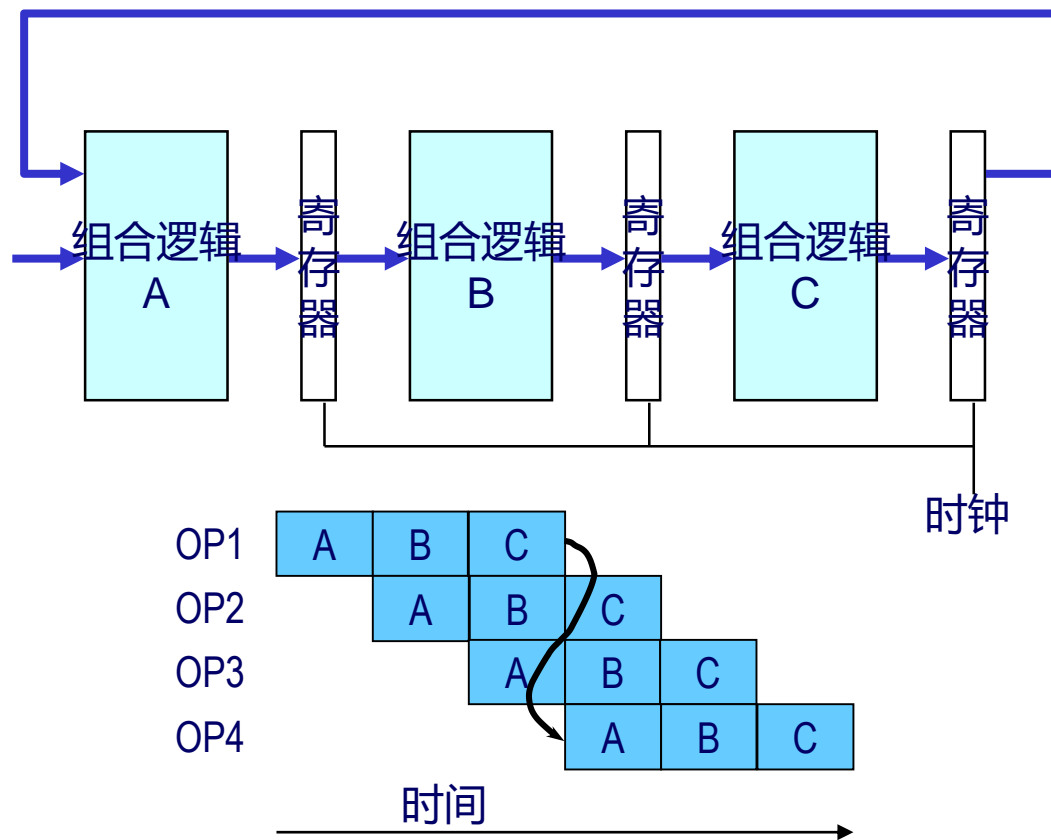 组合逻辑
A
寄存器
组合逻辑
B
寄存器
组合逻辑
C
寄存器
时钟
OP1 A B C
OP2 A B C
OP3 A B C
OP4 A B C
时间